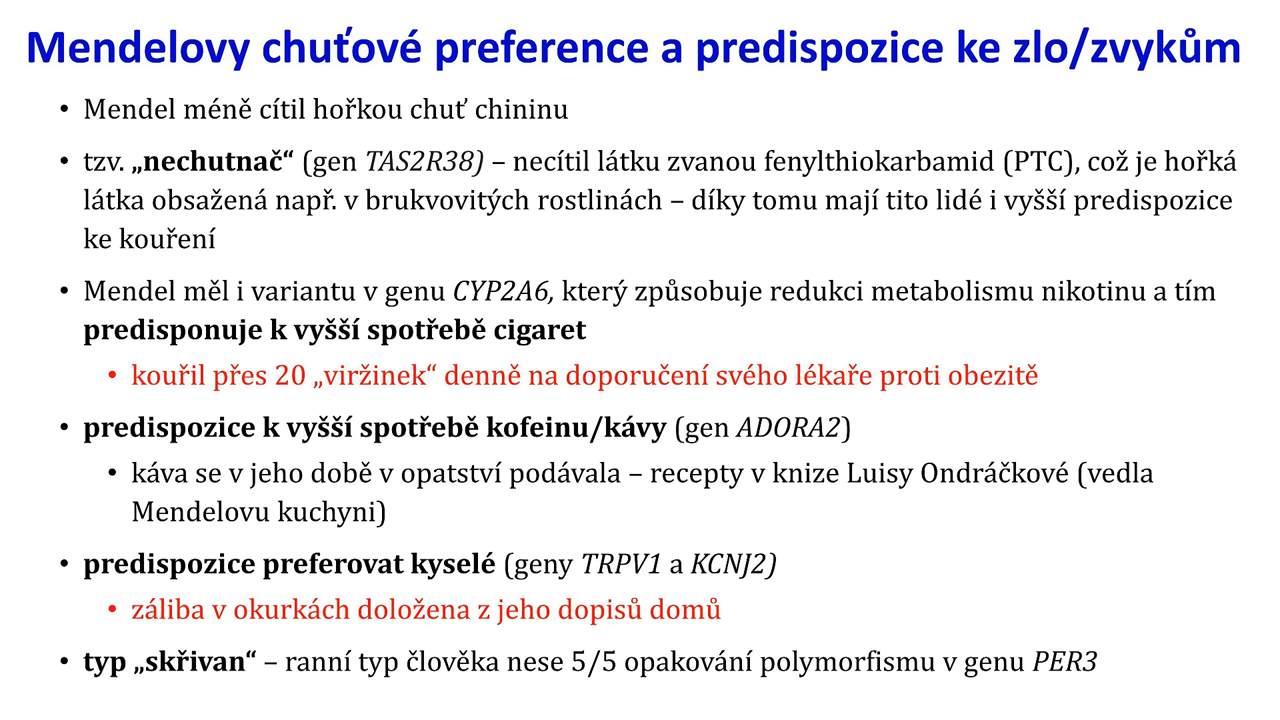 Mendelovy chuťové preference a predispozice ke zlo/zvykům
• Mendel méně cítil hořkou chuť chininu
• tzv. „nechutnač“ (gen TAS2R38) – necítil látku zvanou fenylthiokarbamid (PTC), což je hořká
látka obsažená např. v brukvovitých rostlinách – díky tomu mají tito lidé i vyšší predispozice
ke kouření
• Mendel měl i variantu v genu CYP2A6, který způsobuje redukci metabolismu nikotinu a tím
predisponuje k vyšší spotřebě cigaret
• kouřil přes 20 „viržinek“ denně na doporučení svého lékaře proti obezitě
• predispozice k vyšší spotřebě kofeinu/kávy (gen ADORA2)
• káva se v jeho době v opatství podávala – recepty v knize Luisy Ondráčkové (vedla
Mendelovu kuchyni)
• predispozice preferovat kyselé (geny TRPV1 a KCNJ2)
• záliba v okurkách doložena z jeho dopisů domů
• typ „skřivan“ – ranní typ člověka nese 5/5 opakování polymorfismu v genu PER3